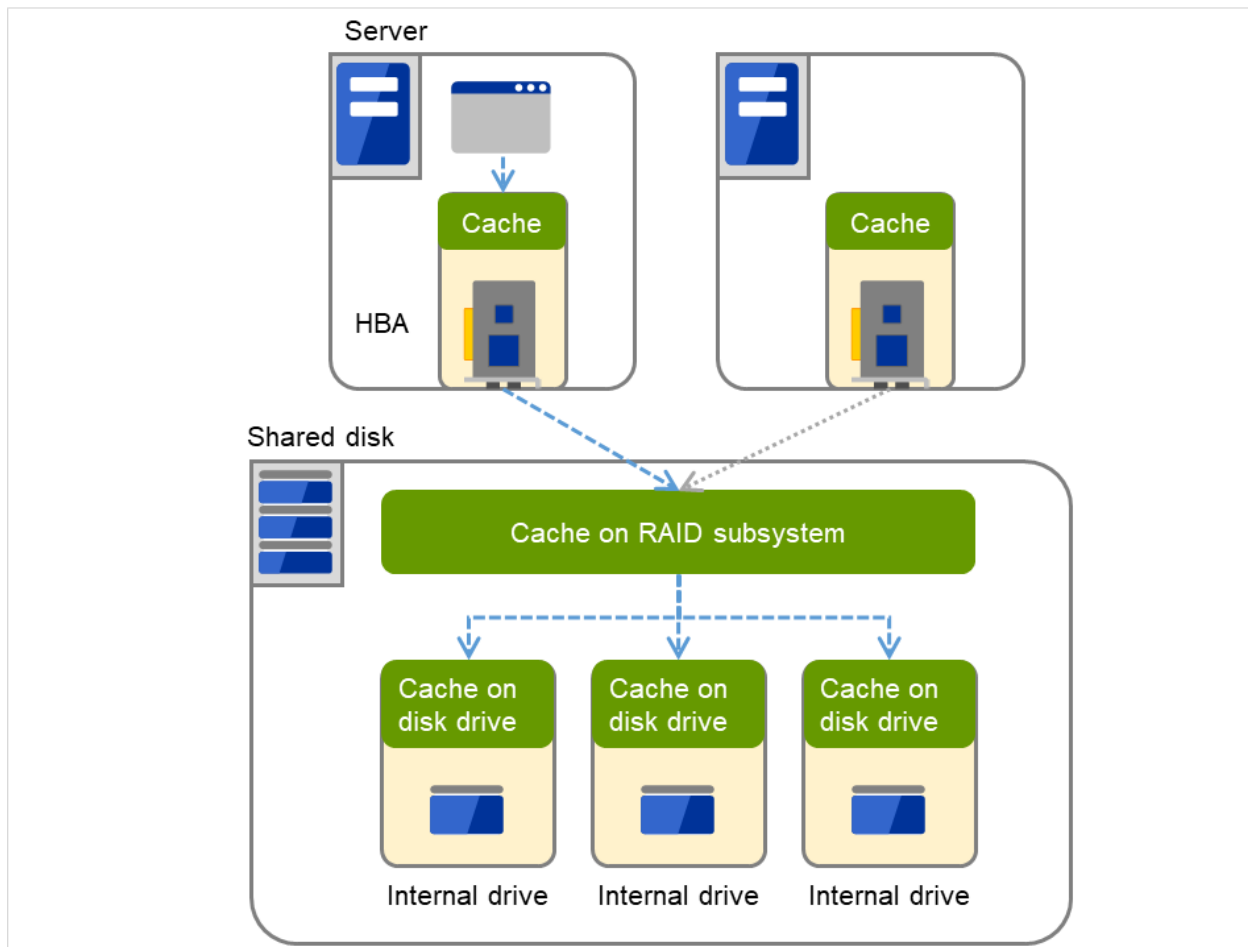 Server
Cache
Cache
HBA
Shared disk
Cache on RAID subsystem
Cache on
disk drive
Cache on
disk drive
Cache on
disk drive
Internal drive
Internal drive
Internal drive